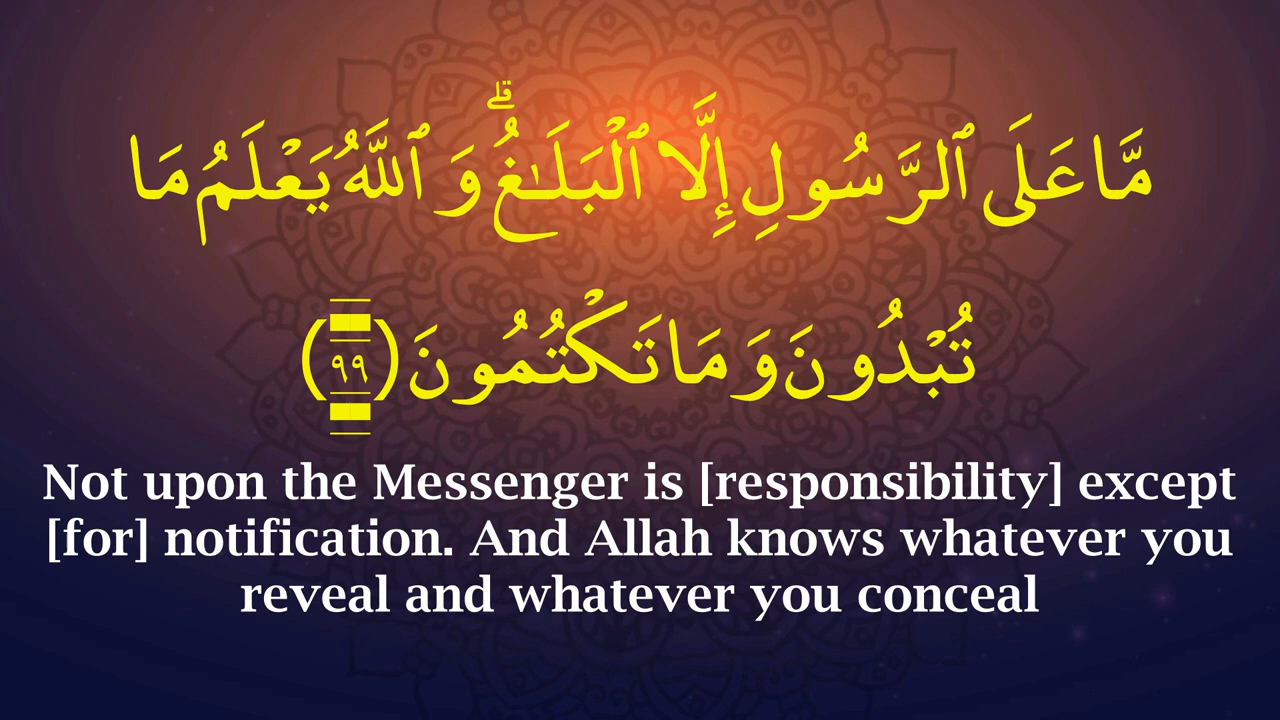 مَّا عَلَى ٱلرَّسُولِ إِلَّا ٱلْبَلَـٰغُ ۗ وَ ٱللَّهُ يَعْلَمُ مَا
تُبْدُونَ وَ مَا تَكْتُمُونَ (٩٩)
Not upon the Messenger is [responsibility] except
[for] notification. And Allah knows whatever you
reveal and whatever you conceal